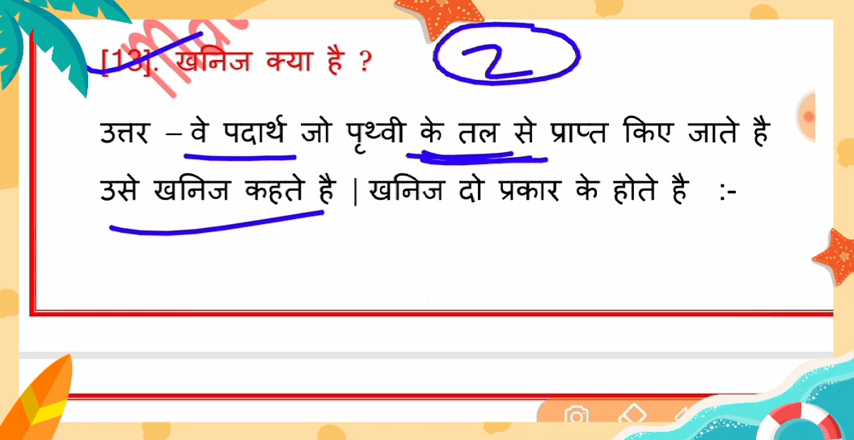 [13]. खनिज क्या है ? 2
उत्तर – वे पदार्थ जो पृथ्वी के तल से प्राप्त किए जाते है
उसे खनिज कहते है | खनिज दो प्रकार के होते है :-